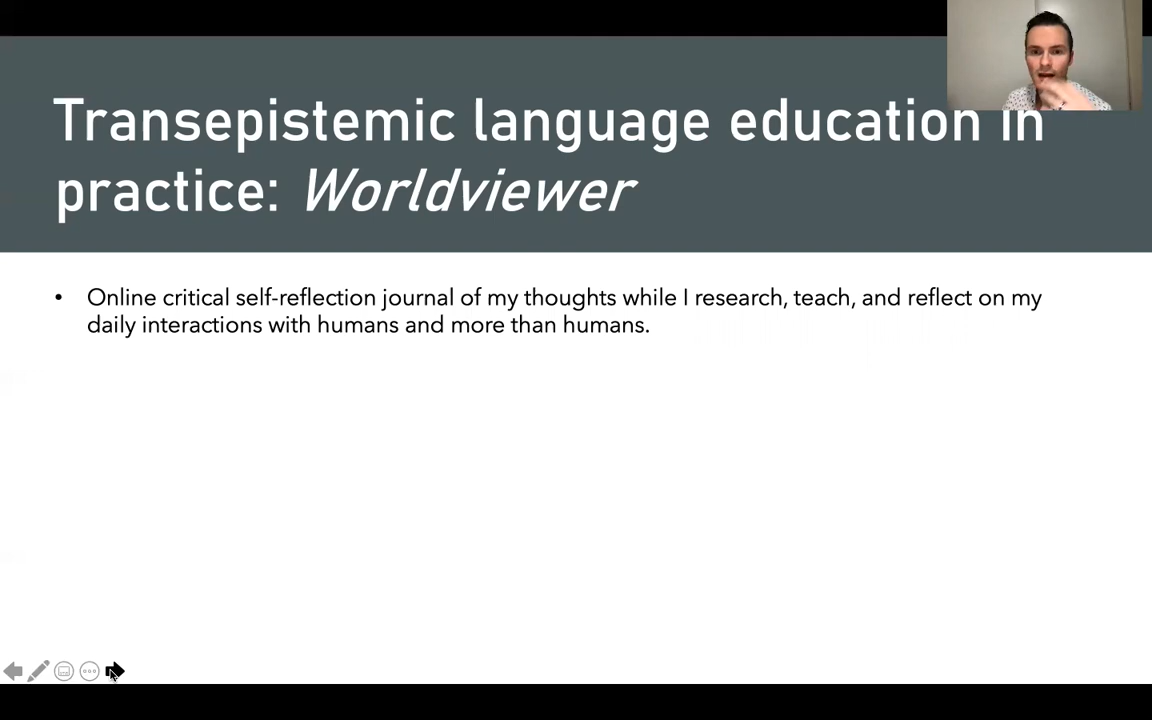 Transepistemic language education in
practice: Worldviewer
• Online critical self-reflection journal of my thoughts while I research, teach, and reflect on my
daily interactions with humans and more than humans.